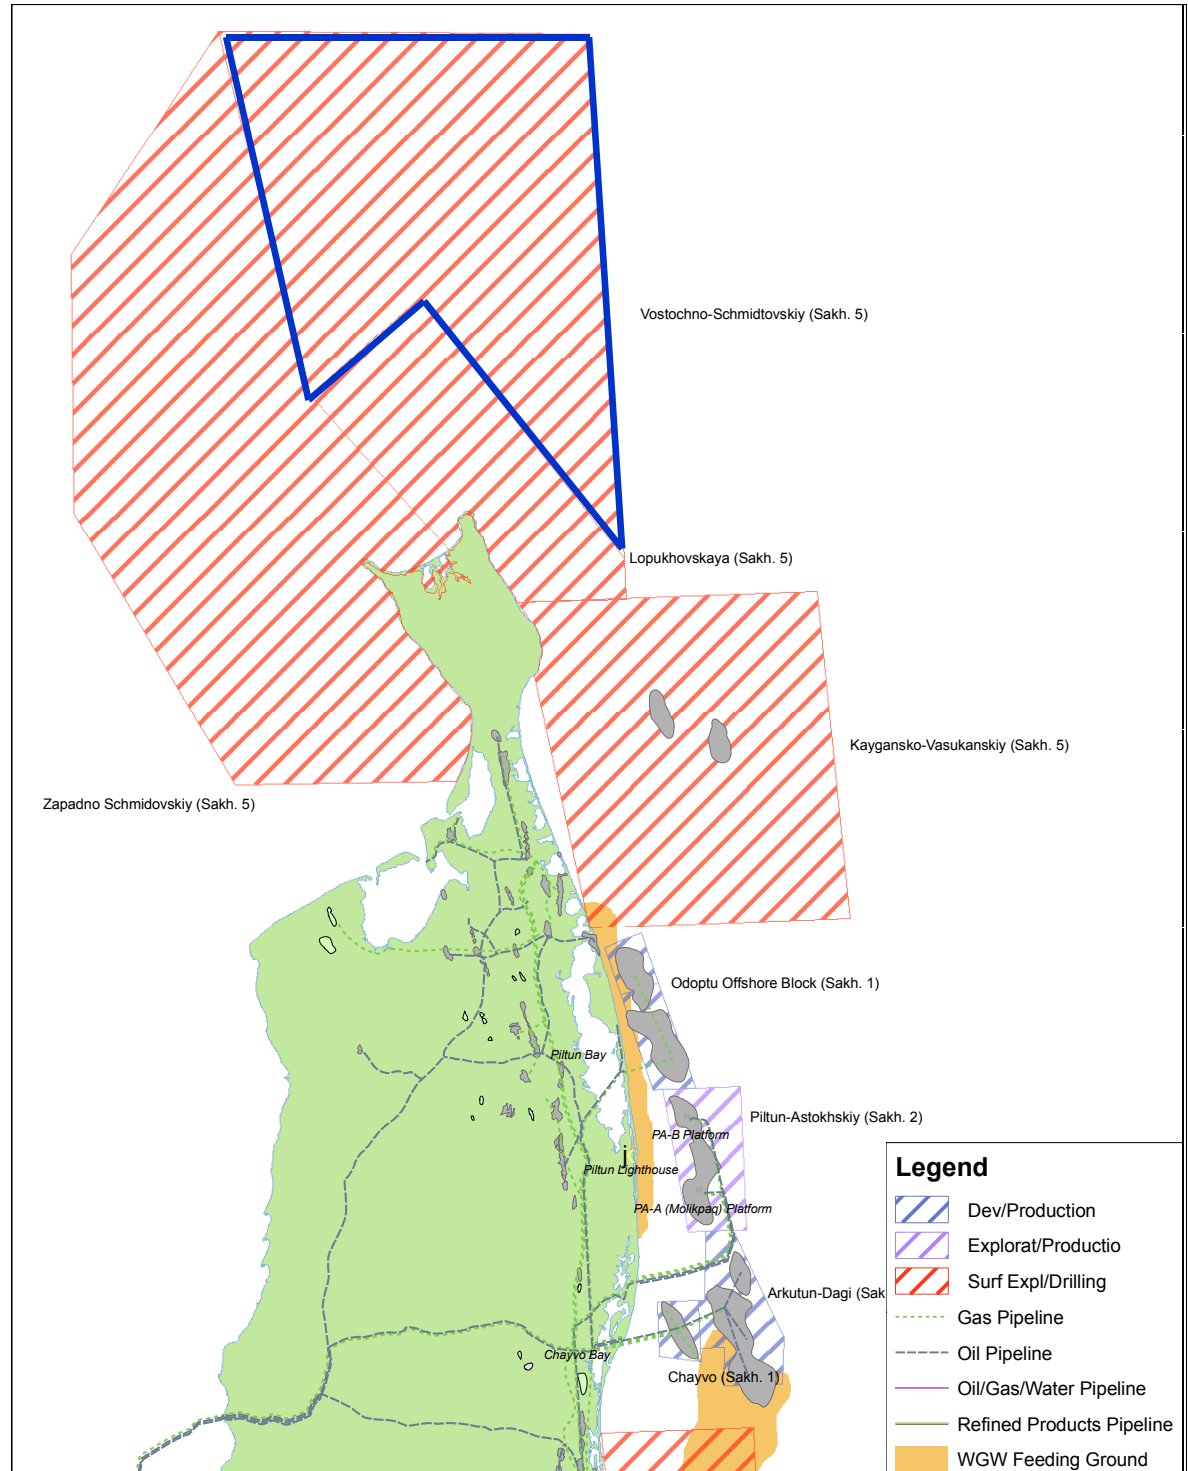 Vostochno-Schmidtovskiy (Sakh. 5)
Lopukhovskaya (Sakh. 5)
Kaygansko-Vasukanskiy (Sakh. 5)
Zapadno Schmidovskiy (Sakh. 5)
Odoptu Offshore Block (Sakh. 1)
Piltun Bay
Piltun-Astokhskiy (Sakh. 2)
PA-B Platform
j
Piltun Lighthouse
PA-A (Molikpaq) Platform
Arkutun-Dagi (Sak
Chayvo Bay
Chayvo (Sakh. 1)
Legend
Dev/Production
Explorat/Productio
Surf Expl/Drilling
Gas Pipeline
Oil Pipeline
Oil/Gas/Water Pipeline
Refined Products Pipeline
WGW Feeding Ground